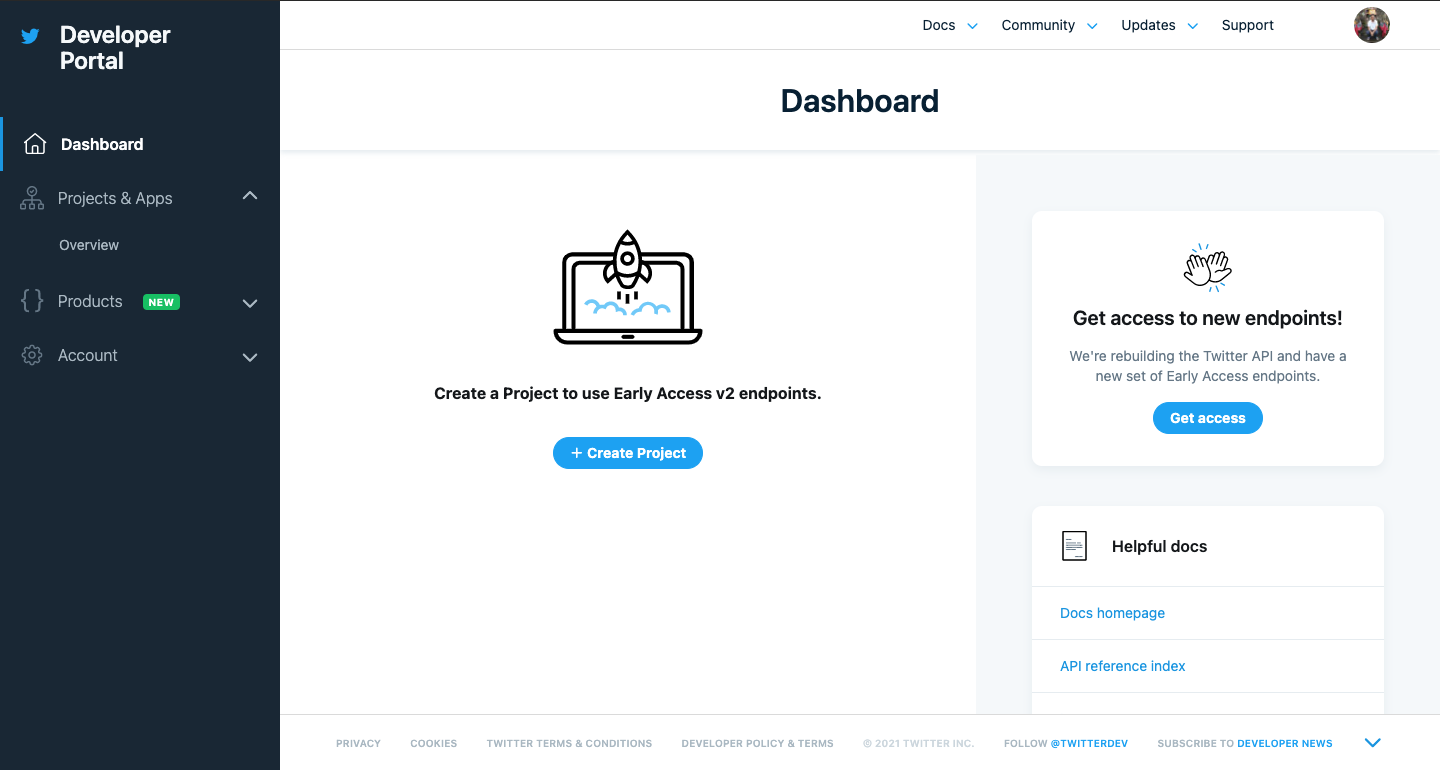 Developer
Portal
Dashboard
Projects & Apps
Overview
Products NEW
Account
Docs Community Updates Support
Dashboard
Create a Project to use Early Access v2 endpoints.
+ Create Project
Get access to new endpoints!
We're rebuilding the Twitter API and have a
new set of Early Access endpoints.
Get access
Helpful docs
Docs homepage
API reference index
PRIVACY COOKIES TWITTER TERMS & CONDITIONS DEVELOPER POLICY & TERMS © 2021 TWITTER INC. FOLLOW @TWITTERDEV SUBSCRIBE TO DEVELOPER NEWS